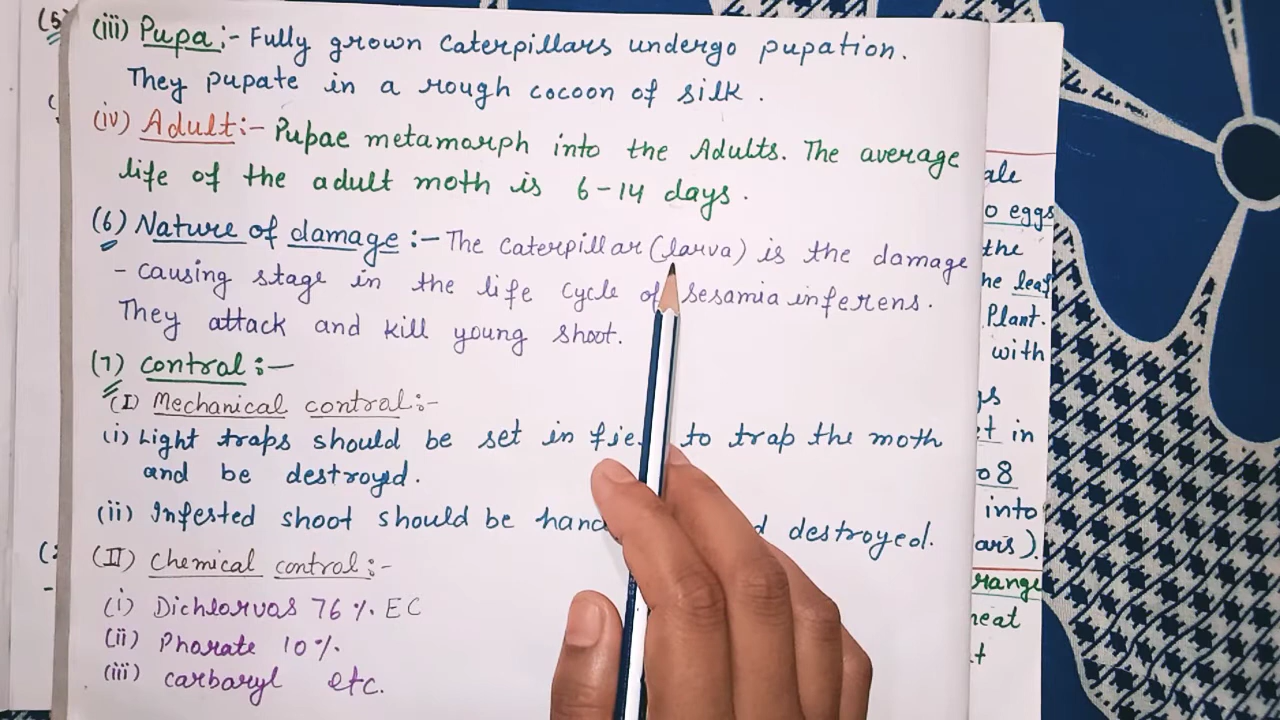 (5)
(iii) Pupa :- Fully grown caterpillars undergo pupation.
They pupate in a rough cocoon of silk.
(iv) Adult :- Pupae metamorph into the Adults. The average
life of the adult moth is 6-14 days.
(6) Nature of damage :- The caterpillar (larva) is the damage
- causing stage in the life cycle of Sesamia inferens.
They attack and kill young shoot.
(7) control :-
(I) Mechanical control :-
(i) Light traps should be set in fie to trap the moth
and be destroyed.
(ii) Infested shoot should be hand destroyed.
(II) Chemical control :-
(i) Dichlorvas 76 % EC
(ii) Phorate 10 %
(iii) carbaryl etc.
ale
o eggs
the
he leaf
Plant.
with
gs
t in
o 8
into
ars).
range
heat
t